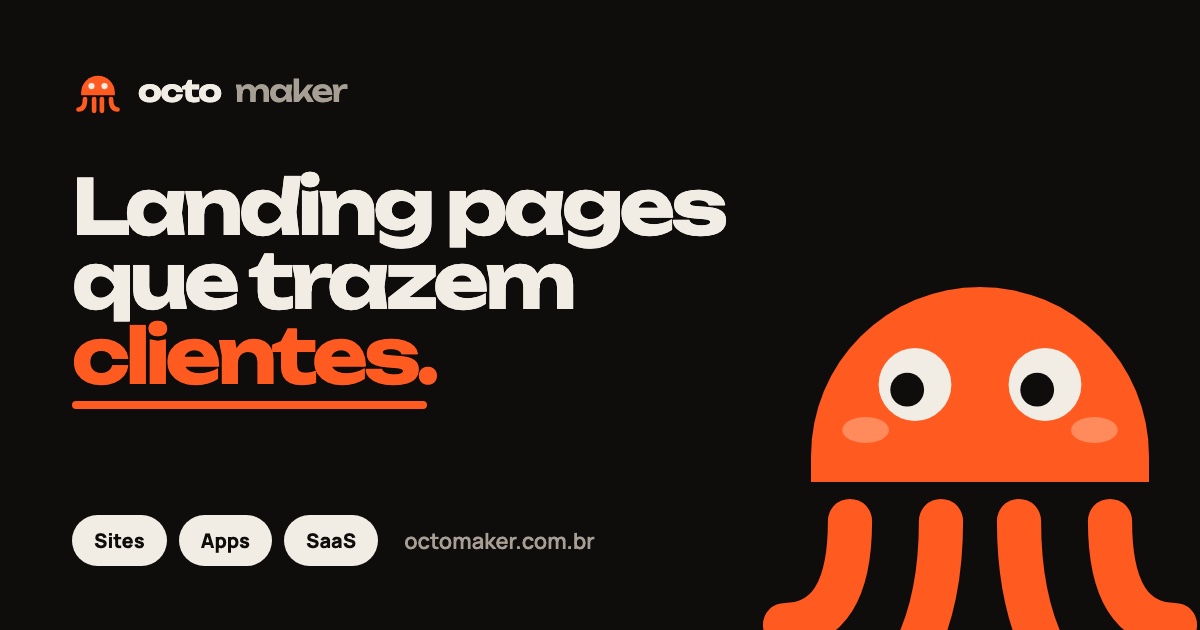 octo maker
Landing pages
que trazem
clientes.
Sites Apps SaaS octomaker.com.br